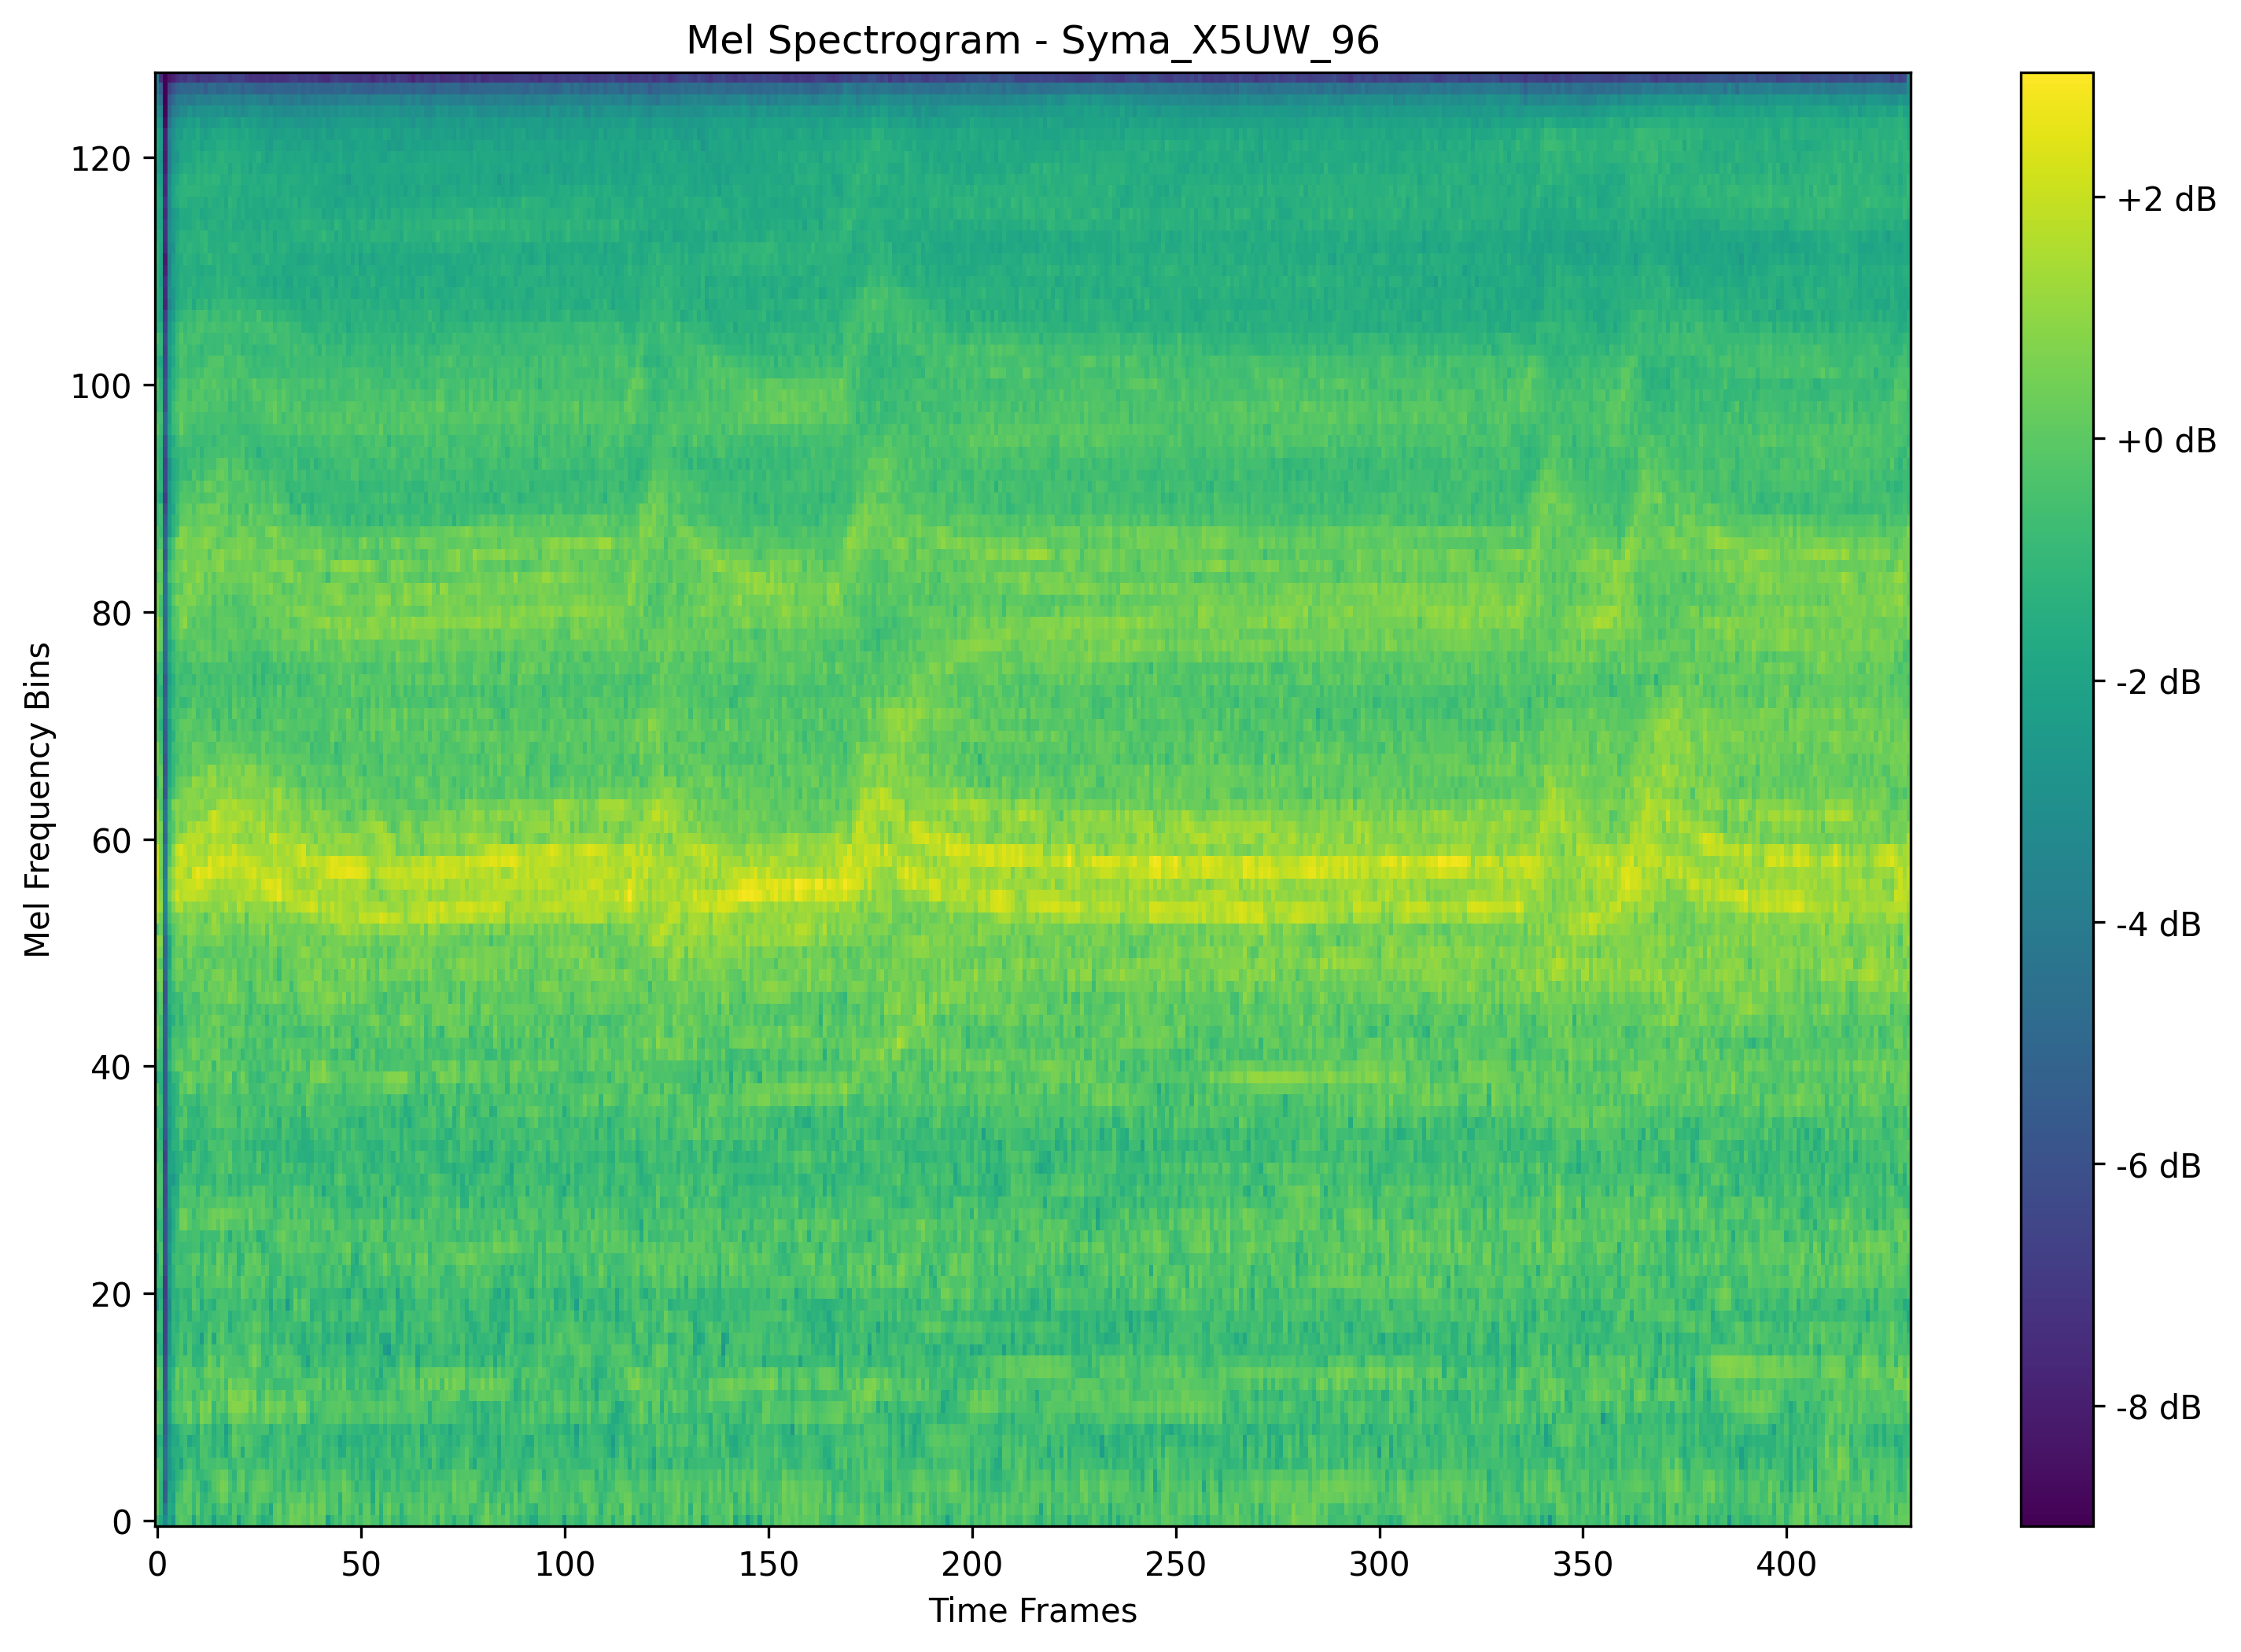 Mel Spectrogram - Syma_X5UW_96
Mel Frequency Bins
120
100
80
60
40
20
0
0 50 100 150 200 250 300 350 400
Time Frames
+2 dB
+0 dB
-2 dB
-4 dB
-6 dB
-8 dB